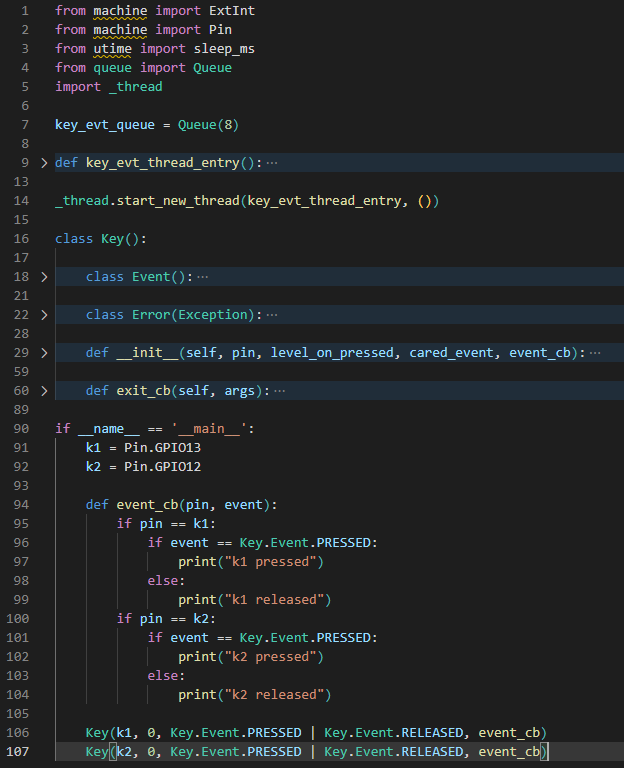 1 from machine import ExtInt
2 from machine import Pin
3 from utime import sleep_ms
4 from queue import Queue
5 import _thread
6
7 key_evt_queue = Queue(8)
8
9 def key_evt_thread_entry():⋯
13
14 _thread.start_new_thread(key_evt_thread_entry, ())
15
16 class Key():
17
18     class Event():⋯
21
22     class Error(Exception):⋯
28
29     def __init__(self, pin, level_on_pressed, cared_event, event_cb):⋯
59
60     def exit_cb(self, args):⋯
89
90 if __name__ == '__main__':
91     k1 = Pin.GPIO13
92     k2 = Pin.GPIO12
93
94     def event_cb(pin, event):
95         if pin == k1:
96             if event == Key.Event.PRESSED:
97                 print("k1 pressed")
98             else:
99                 print("k1 released")
100         if pin == k2:
101             if event == Key.Event.PRESSED:
102                 print("k2 pressed")
103             else:
104                 print("k2 released")
105
106     Key(k1, 0, Key.Event.PRESSED | Key.Event.RELEASED, event_cb)
107     Key(k2, 0, Key.Event.PRESSED | Key.Event.RELEASED, event_cb)